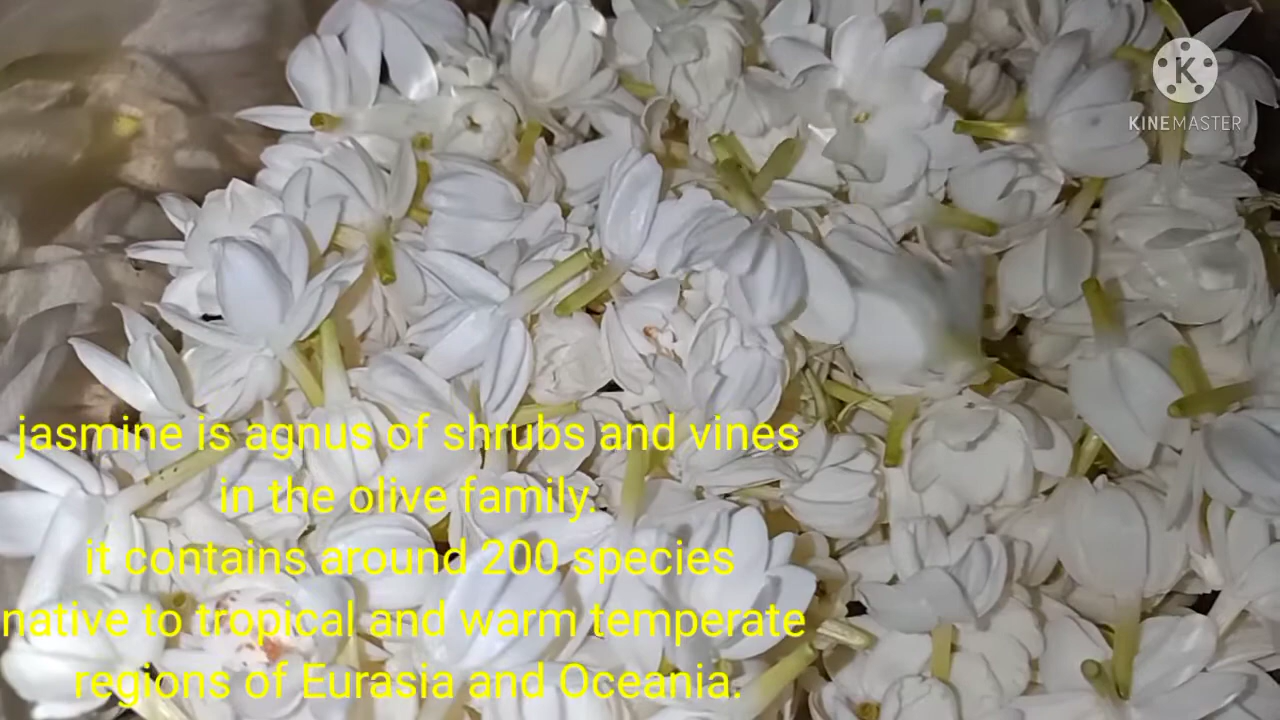 K
KINEMASTER
jasmine is agnus of shrubs and vines
in the olive family.
it contains around 200 species
native to tropical and warm temperate
regions of Eurasia and Oceania.